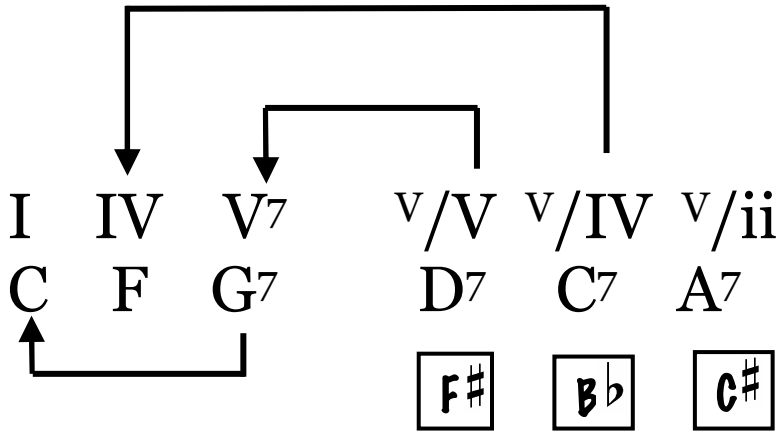 I IV V7 V/V V/IV V/ii
C F G7 D7 C7 A7
F♯ B♭ C♯